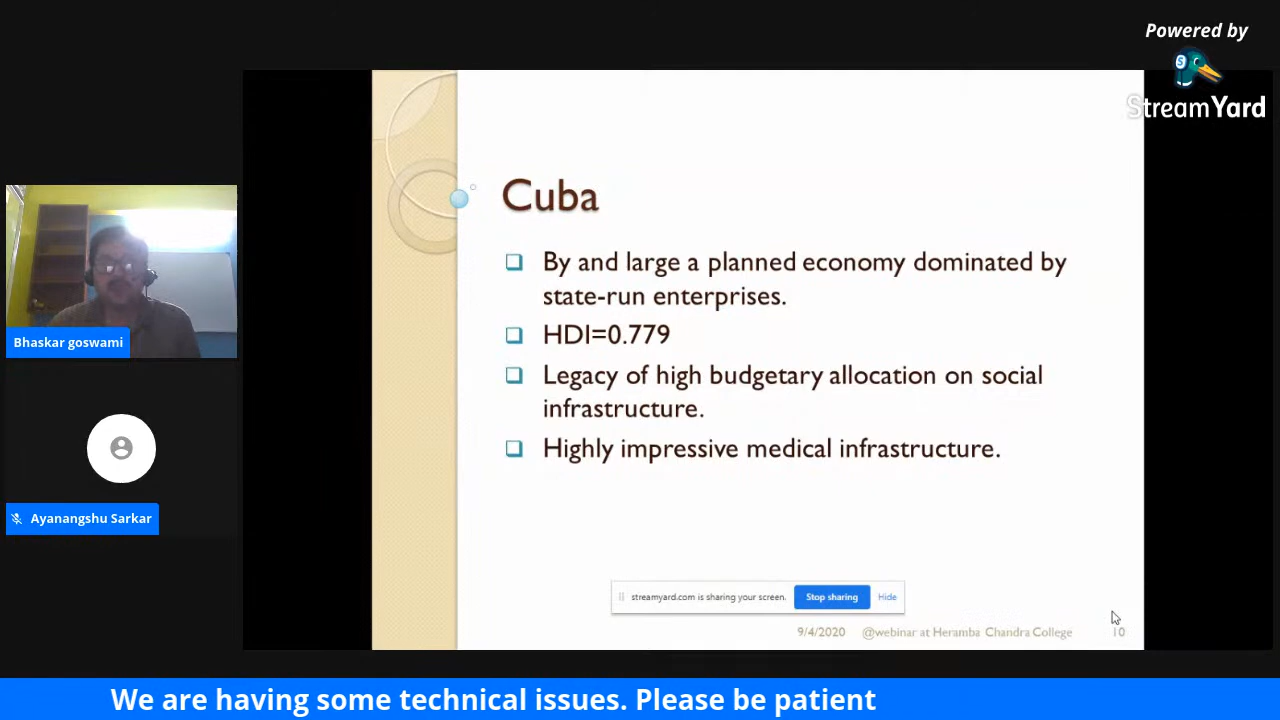 Powered by
StreamYard
Cuba
By and large a planned economy dominated by
state-run enterprises.
HDI=0.779
Legacy of high budgetary allocation on social
infrastructure.
Highly impressive medical infrastructure.
Bhaskar goswami
Ayanangshu Sarkar
streamyard.com is sharing your screen. Stop sharing Hide
9/4/2020 @webinar at Heramba Chandra College 10
We are having some technical issues. Please be patient